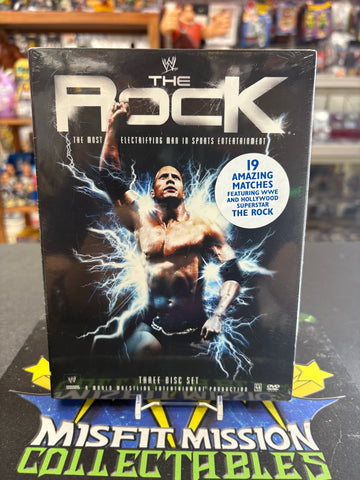 W
THE
ROCK
THE MOST ELECTRIFYING MAN IN SPORTS ENTERTAINMENT
19
AMAZING
MATCHES
FEATURING WWE
AND HOLLYWOOD
SUPERSTAR
THE ROCK
THREE DISC SET
A WORLD WRESTLING ENTERTAINMENT PRODUCTION
DVD
MISFIT MISSION
COLLECTABLES